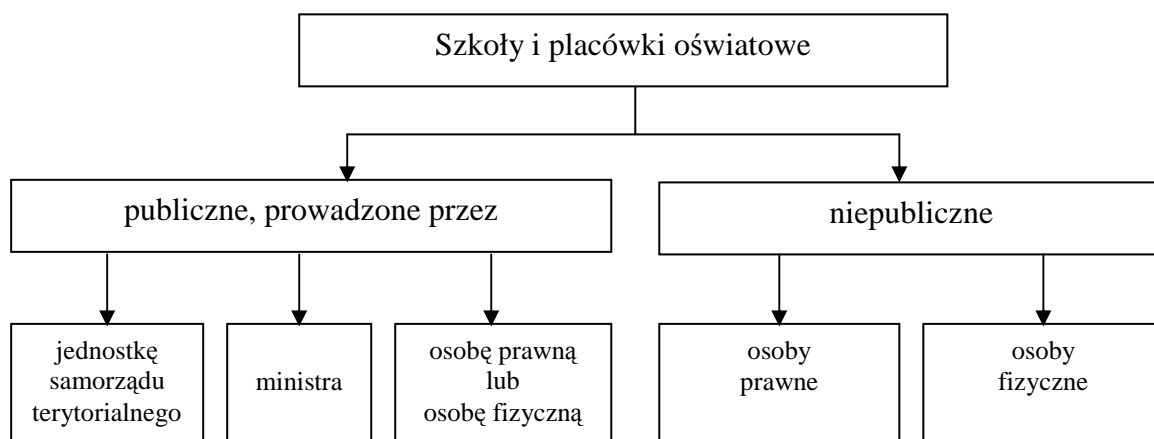 Szkoły i placówki oświatowe
publiczne, prowadzone przez
niepubliczne
jednostkę
samorządu
terytorialnego
ministra
osobę prawną
lub
osobę fizyczną
osoby
prawne
osoby
fizyczne